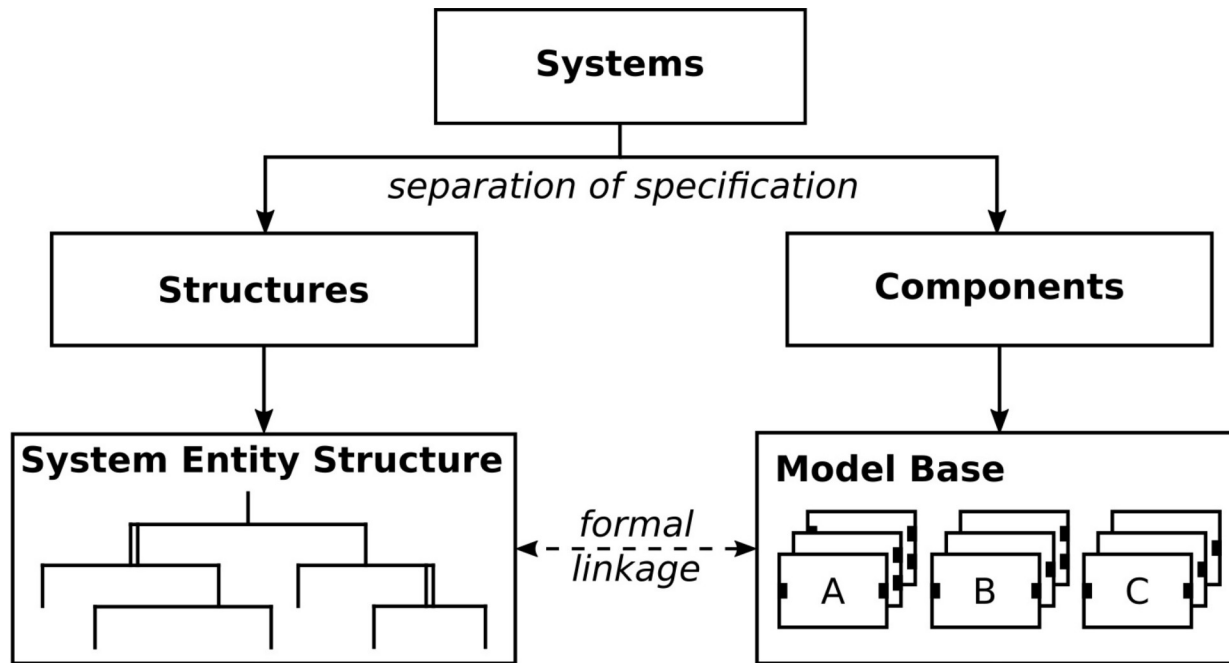 Systems
separation of specification
Structures
Components
System Entity Structure
Model Base
formal
linkage
A
B
C